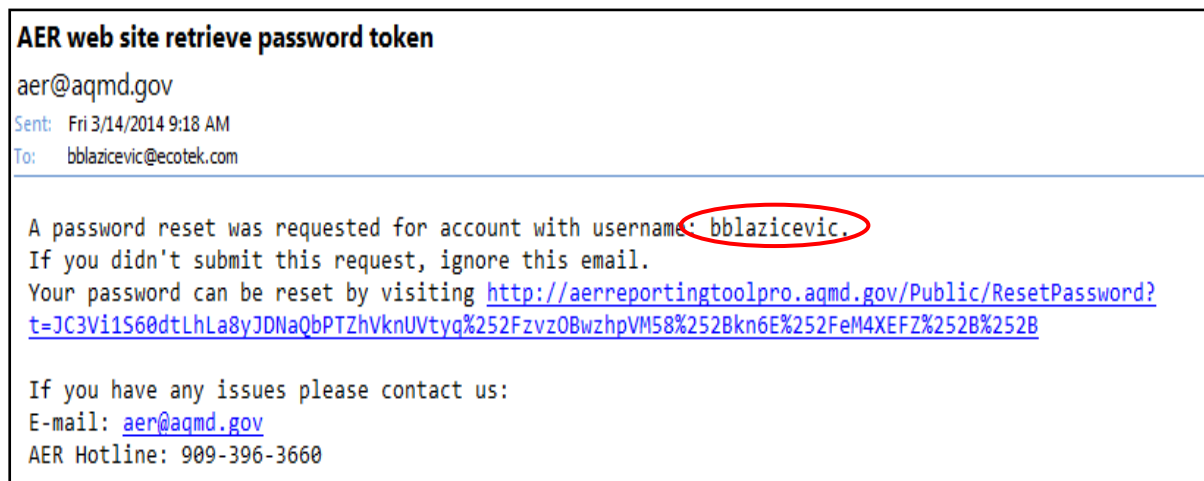 AER web site retrieve password token
aer@aqmd.gov
Sent: Fri 3/14/2014 9:18 AM
To: bblazicevic@ecotek.com
A password reset was requested for account with username: bblazicevic.
If you didn't submit this request, ignore this email.
Your password can be reset by visiting http://aerreportingtoolpro.aqmd.gov/Public/ResetPassword?
t=JC3Vi1S60dtLhLa8yJDNaQbPTZhVknUVtyq%252FzvzOBwzhpVM58%252Bkn6E%252FeM4XEFZ%252B%252B
If you have any issues please contact us:
E-mail: aer@aqmd.gov
AER Hotline: 909-396-3660